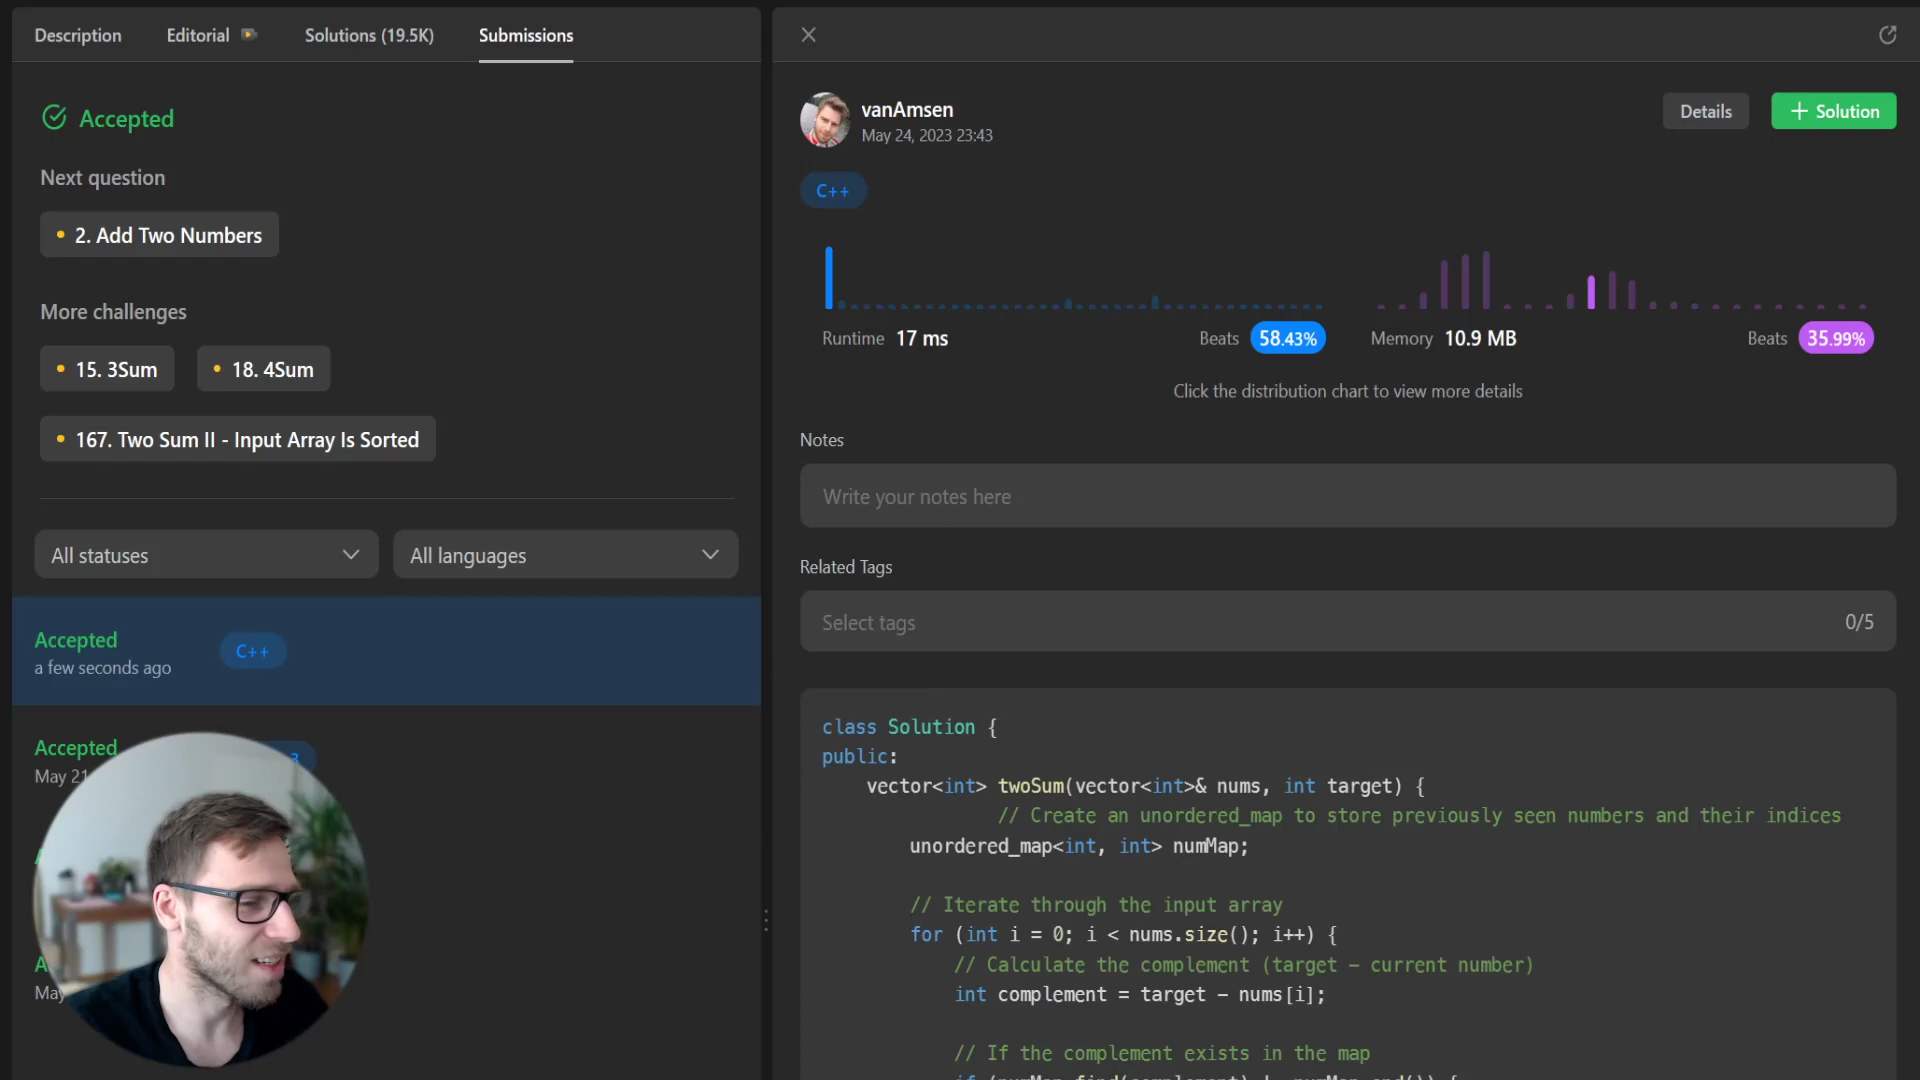 Description
Editorial
Solutions (19.5K)
Submissions
Accepted
Next question
2. Add Two Numbers
More challenges
15. 3Sum
18. 4Sum
167. Two Sum II - Input Array Is Sorted
All statuses
All languages
Accepted
C++
a few seconds ago
Accepted
3
May 21
A
A
May
vanAmsen
May 24, 2023 23:43
Details
+ Solution
C++
Runtime 17 ms
Beats 58.43%
Memory 10.9 MB
Beats 35.99%
Click the distribution chart to view more details
Notes
Write your notes here
Related Tags
Select tags
0/5
class Solution {
public:
vector<int> twoSum(vector<int>& nums, int target) {
// Create an unordered_map to store previously seen numbers and their indices
unordered_map<int, int> numMap;
// Iterate through the input array
for (int i = 0; i < nums.size(); i++) {
// Calculate the complement (target - current number)
int complement = target - nums[i];
// If the complement exists in the map